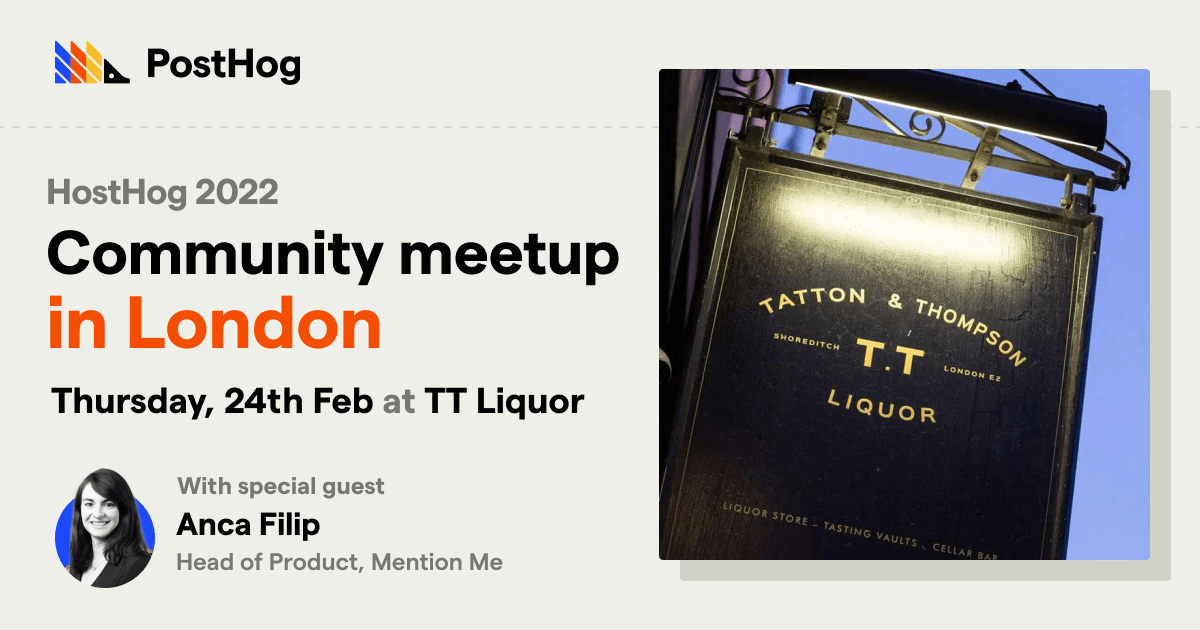 PostHog
HostHog 2022
Community meetup
in London
Thursday, 24th Feb at TT Liquor
With special guest
Anca Filip
Head of Product, Mention Me
TATTON & THOMPSON
SHOREDITCH
T.T
LONDON E2
LIQUOR
LIQUOR STORE – TASTING VAULTS
CELLAR BAR